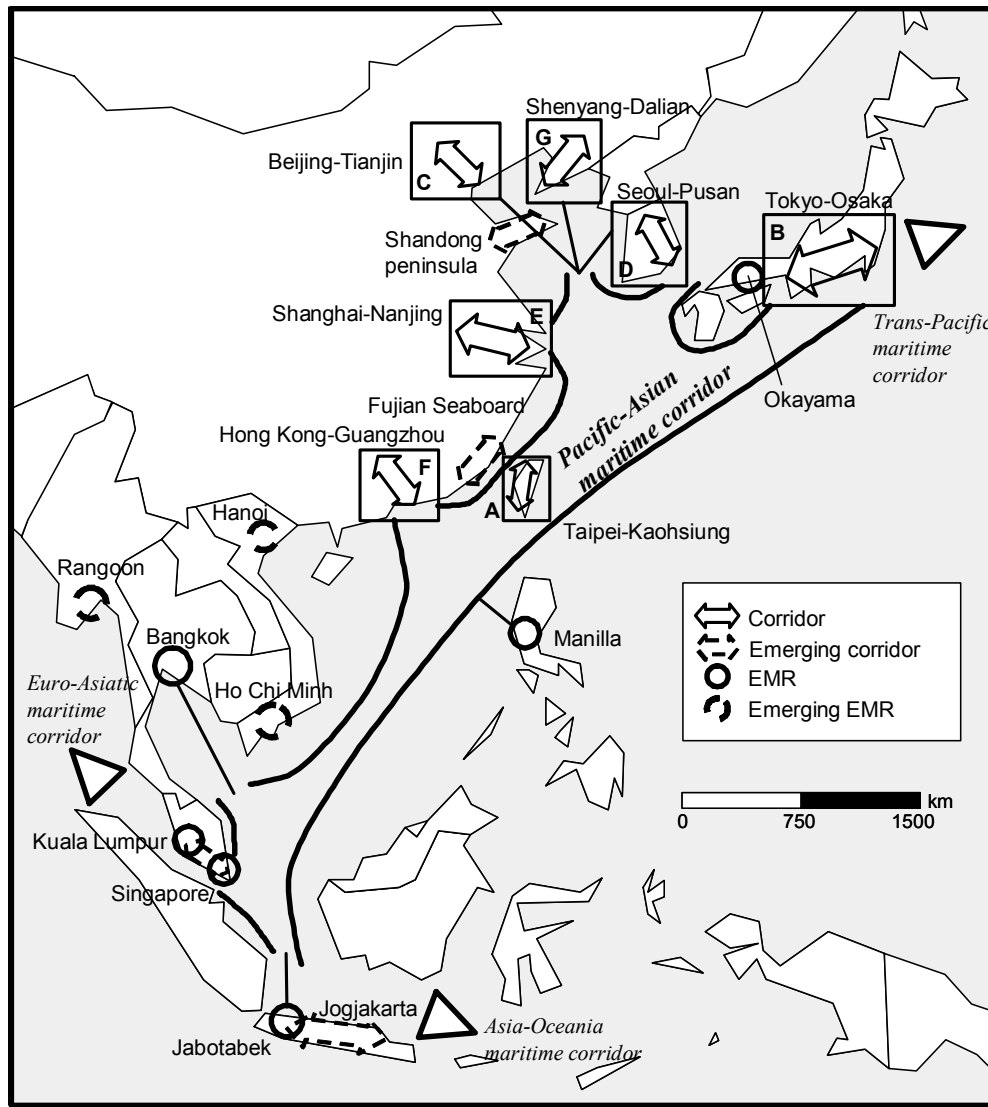 Shenyang-Dalian
G
Beijing-Tianjin
C
Seoul-Pusan
D
Tokyo-Osaka
B
Shandong
peninsula
Shanghai-Nanjing
E
Trans-Pacific
maritime
corridor
Okayama
Fujian Seaboard
Pacific-Asian
maritime corridor
Hong Kong-Guangzhou
F
A
Taipei-Kaohsiung
Hanoi
Rangoon
Bangkok
Manilla
Ho Chi Minh
Euro-Asiatic
maritime
corridor
Corridor
Emerging corridor
EMR
Emerging EMR
km
0
750
1500
Kuala Lumpur
Singapore
Jogjakarta
Jabotabek
Asia-Oceania
maritime corridor